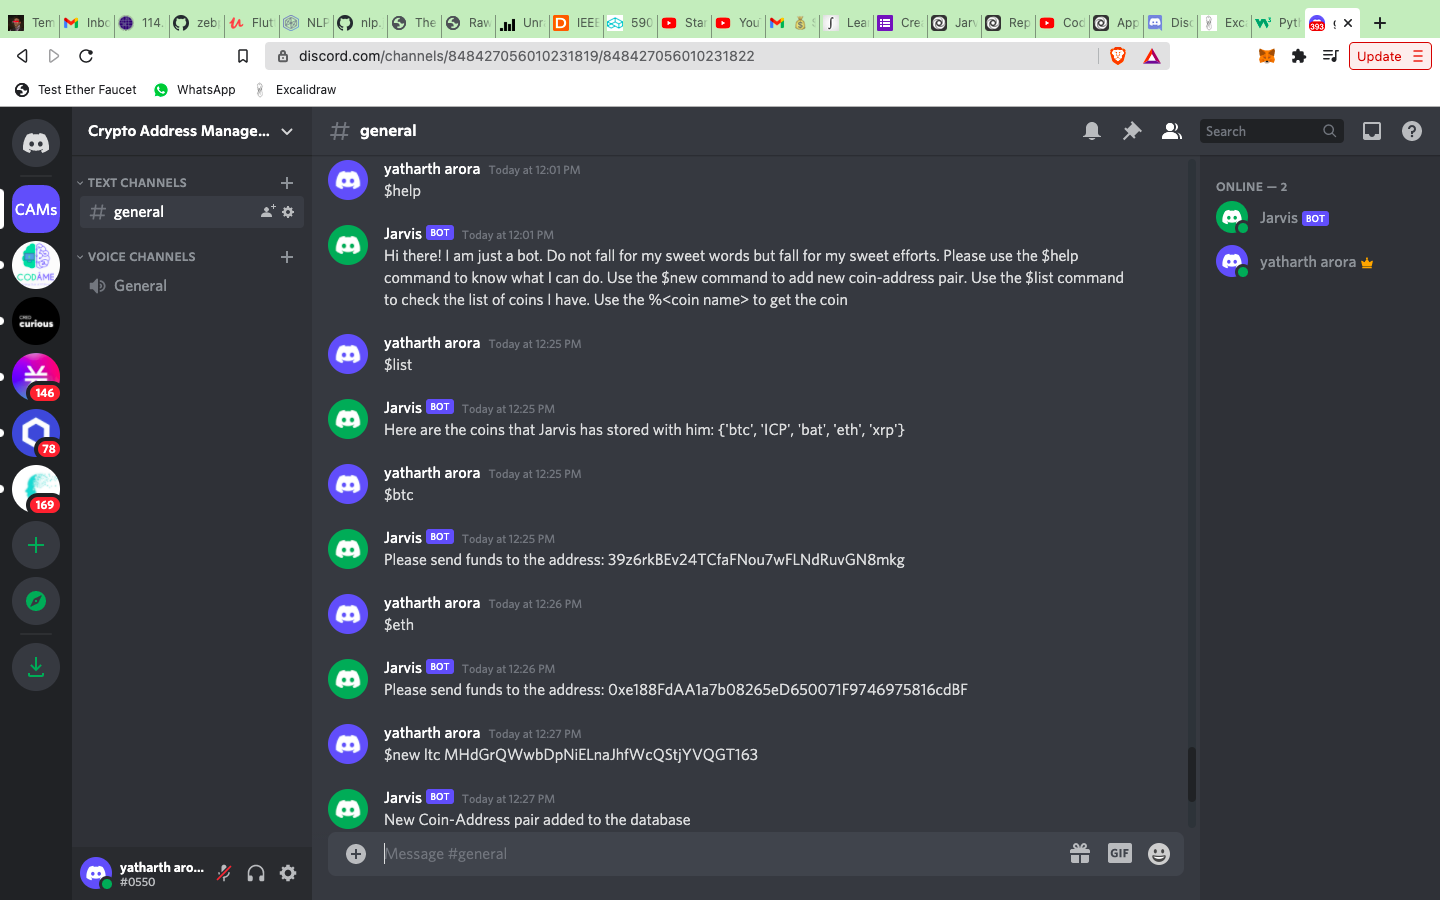 Tem
Inbo
114.
zeb
Flut
NLP
nlp.
The
Raw
Unr
IEEE
590
Star
You
Lear
Crea
Jarv
Rep
Cod
App
Disc
Exc
Pyt
393
discord.com/channels/848427056010231819/848427056010231822
Update
Test Ether Faucet
WhatsApp
Excalidraw
Crypto Address Manage...
general
Search
TEXT CHANNELS
general
VOICE CHANNELS
General
CAMs
CODAME
curious
146
78
169
yatharth arora Today at 12:01 PM
$help
Jarvis BOT Today at 12:01 PM
Hi there! I am just a bot. Do not fall for my sweet words but fall for my sweet efforts. Please use the $help
command to know what I can do. Use the $new command to add new coin-address pair. Use the $list command
to check the list of coins I have. Use the %<coin name> to get the coin
yatharth arora Today at 12:25 PM
$list
Jarvis BOT Today at 12:25 PM
Here are the coins that Jarvis has stored with him: {'btc', 'ICP', 'bat', 'eth', 'xrp'}
yatharth arora Today at 12:25 PM
$btc
Jarvis BOT Today at 12:25 PM
Please send funds to the address: 39z6rkBEv24TCfaFNou7wFLNdRuvGN8mkg
yatharth arora Today at 12:26 PM
$eth
Jarvis BOT Today at 12:26 PM
Please send funds to the address: 0xe188FdAA1a7b08265eD650071F9746975816cdBF
yatharth arora Today at 12:27 PM
$new ltc MHdGrQWwbDpNiELnaJhfWcQStjYVQGT163
Jarvis BOT Today at 12:27 PM
New Coin-Address pair added to the database
Message #general
GIF
ONLINE — 2
Jarvis BOT
yatharth arora
yatharth aro...
#0550